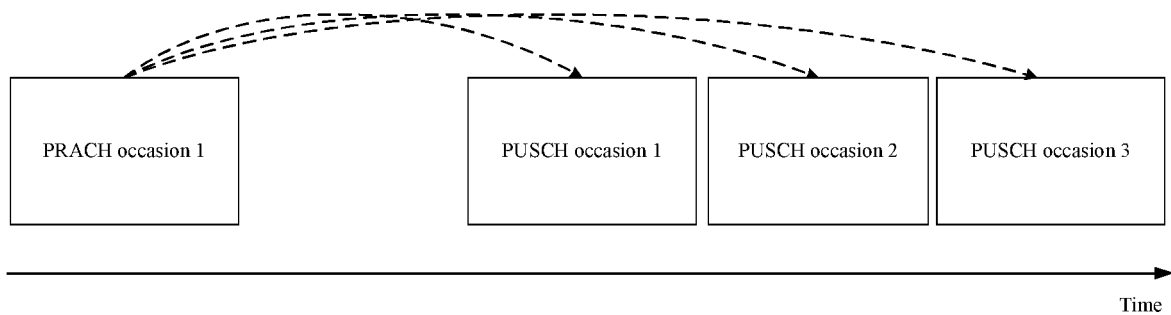 PRACH occasion 1
PUSCH occasion 1
PUSCH occasion 2
PUSCH occasion 3
Time